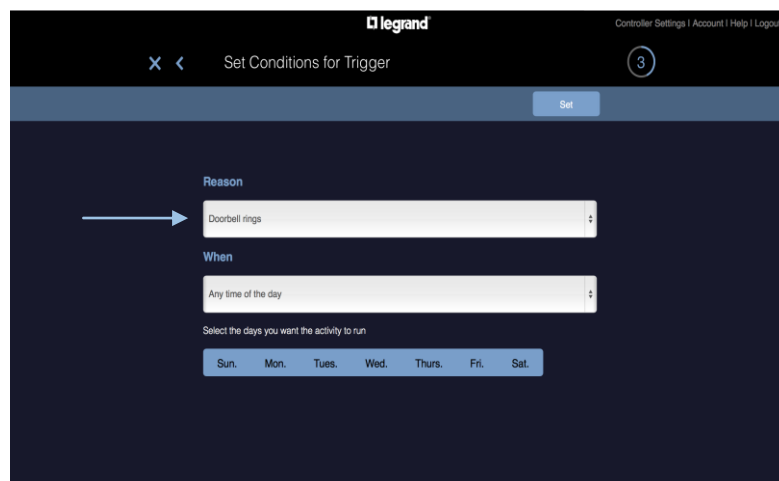 legrand
Controller Settings I Account I Help I Logou
Set Conditions for Trigger
3
Set
Reason
Doorbell rings
When
Any time of the day
Select the days you want the activity to run
Sun. Mon. Tues. Wed. Thurs. Fri. Sat.